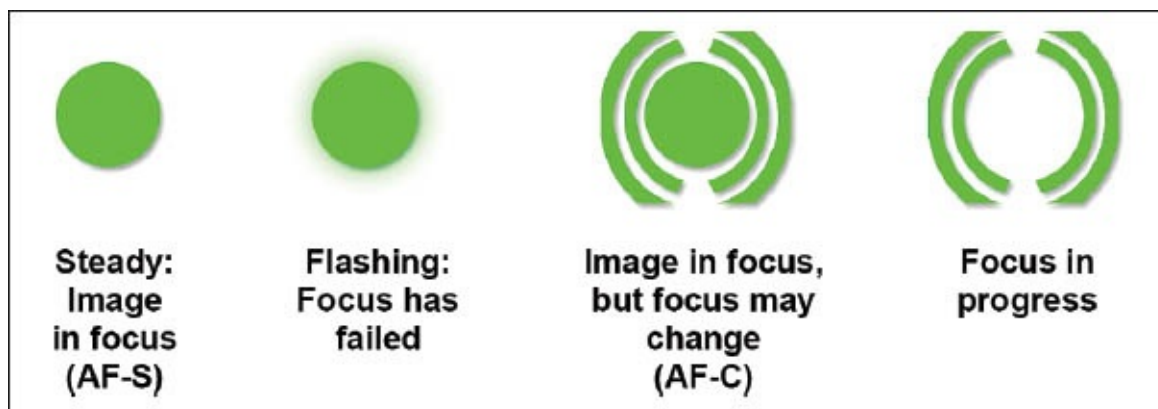 Steady:
Image
in focus
(AF-S)
Flashing:
Focus has
failed
Image in focus,
but focus may
change
(AF-C)
Focus in
progress